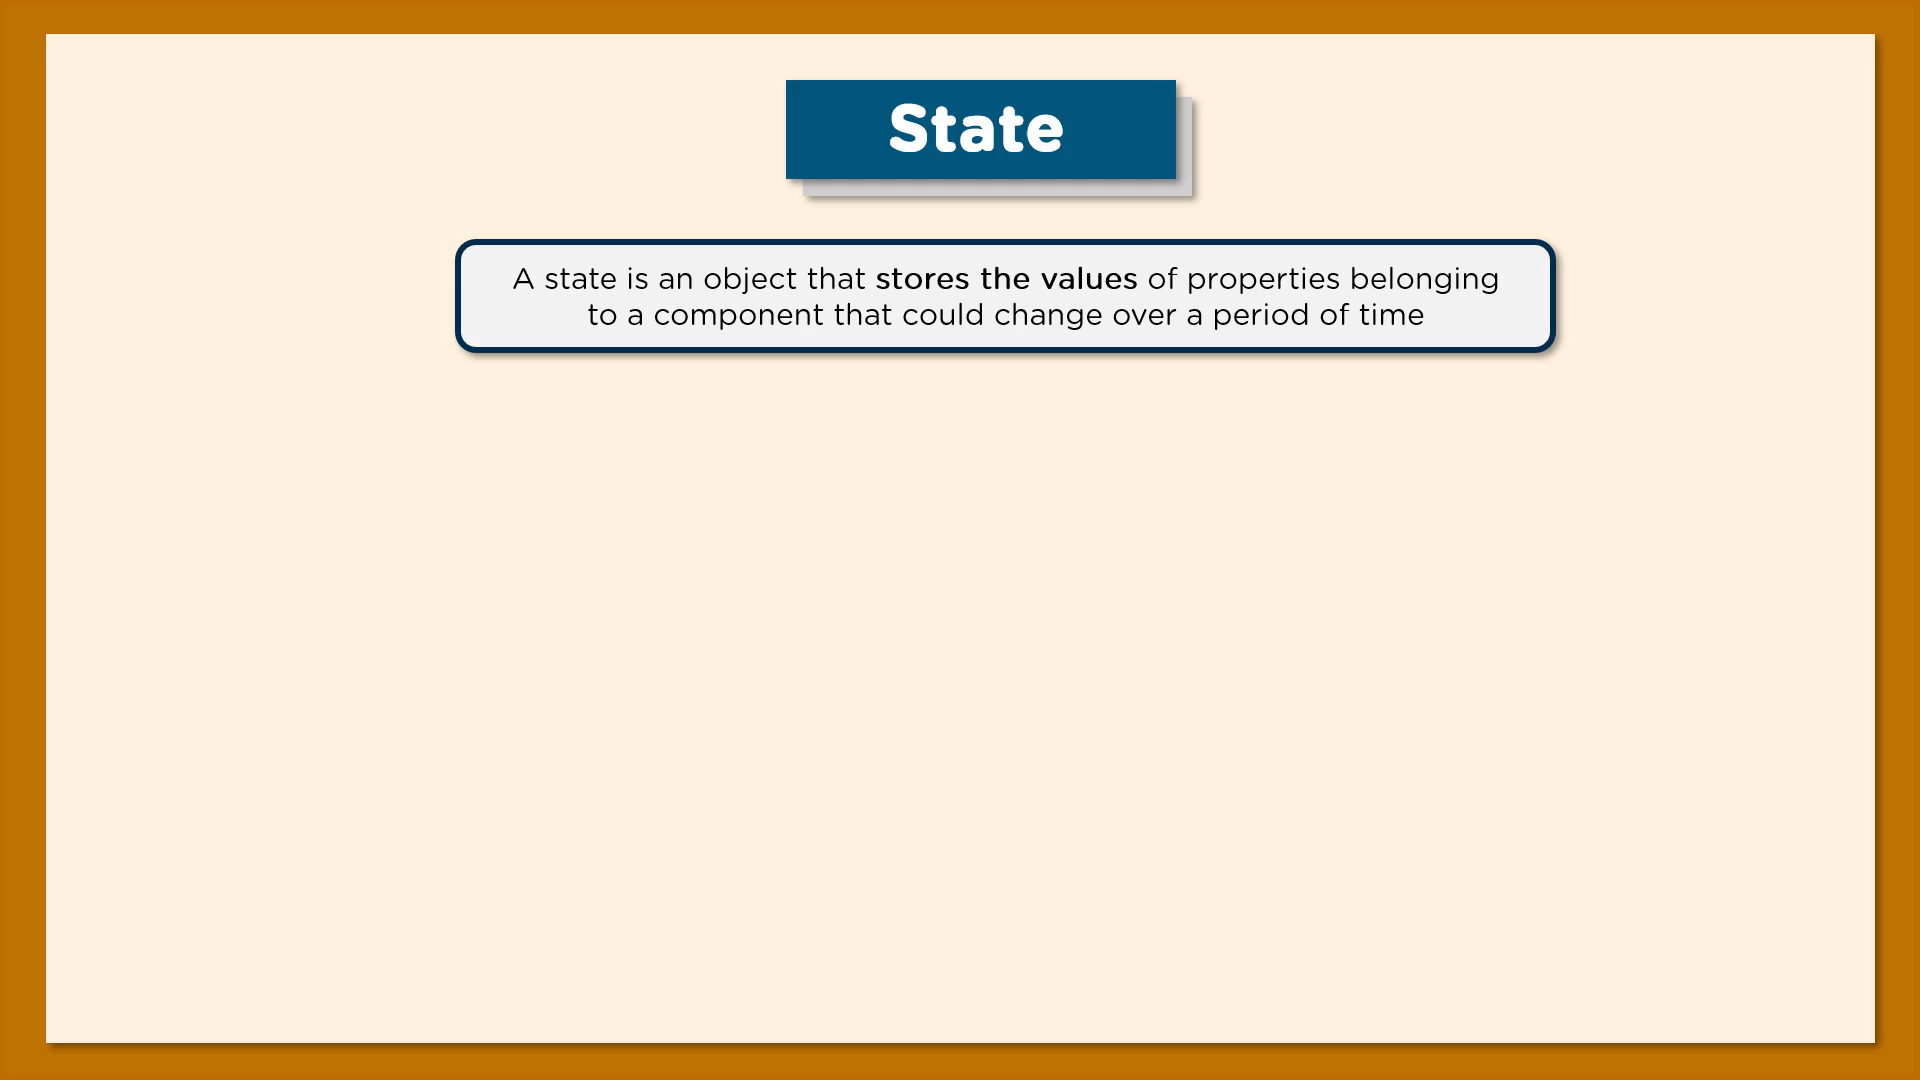 State
A state is an object that stores the values of properties belonging
to a component that could change over a period of time